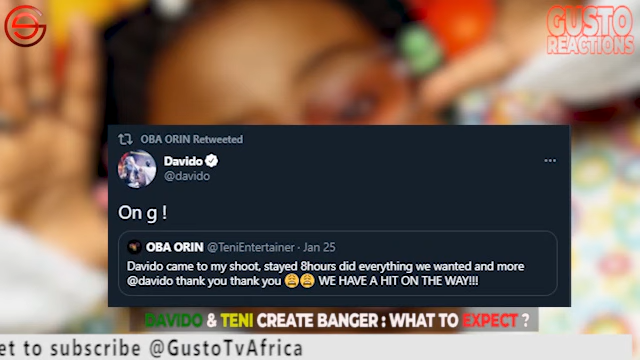 GUSTO
REACTIONS
OBA ORIN Retweeted
Davido
@davido
On g !
OBA ORIN @TeniEntertainer · Jan 25
Davido came to my shoot, stayed 8hours did everything we wanted and more
@davido thank you thank you 😩😩 WE HAVE A HIT ON THE WAY!!!
DAVIDO & TENI CREATE BANGER : WHAT TO EXPECT ?
et to subscribe @GustoTvAfrica